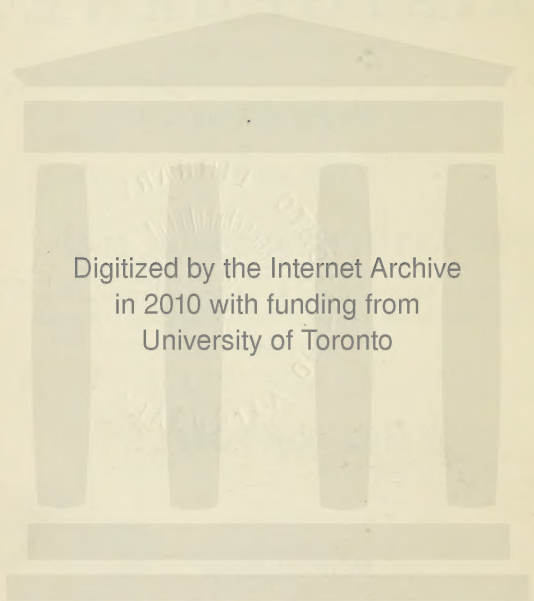 Digitized by the Internet Archive
in 2010 with funding from
University of Toronto